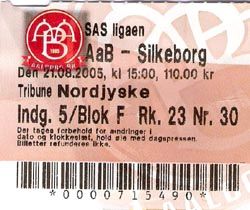 SAS ligaen
AaB - Silkeborg
Den 21.08.2005, kl 15:00, 110.00 kr
Tribune Nordjyske
Indg. 5/Blok F Rk. 23 Nr. 30
Der tages forbehold for ændringer i
dato og klokkeslæt, hold øje med dagspressen.
Billetter refunderes ikke.
0000715490